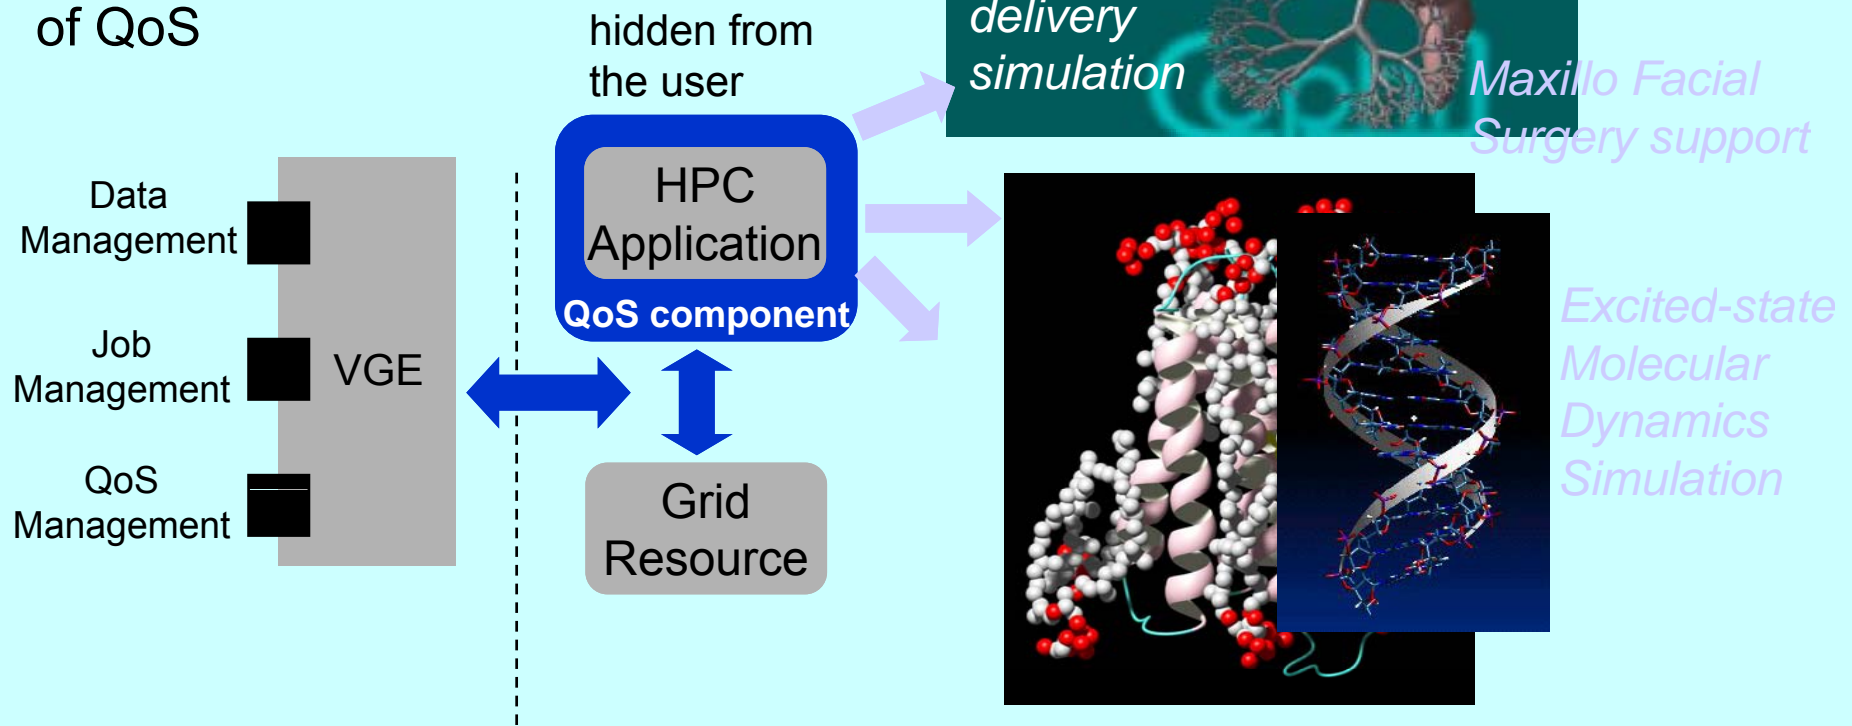 of QoS
hidden from
the user
delivery
simulation
Maxillo Facial
Surgery support
Data
Management
Job
Management
QoS
Management
VGE
HPC
Application
QoS component
Grid
Resource
Excited-state
Molecular
Dynamics
Simulation